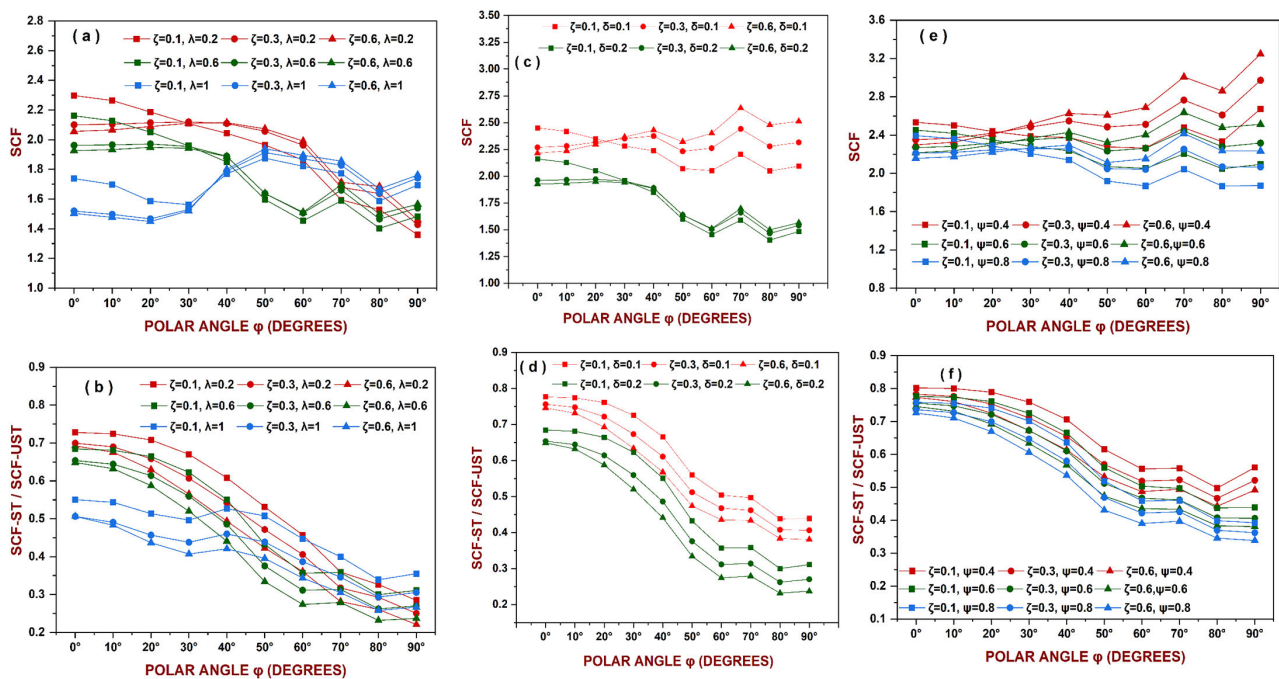 ( a )
ζ=0.1, λ=0.2 ζ=0.3, λ=0.2 ζ=0.6, λ=0.2
ζ=0.1, λ=0.6 ζ=0.3, λ=0.6 ζ=0.6, λ=0.6
ζ=0.1, λ=1 ζ=0.3, λ=1 ζ=0.6, λ=1
SCF
2.8
2.6
2.4
2.2
2.0
1.8
1.6
1.4
1.2
1.0
0° 10° 20° 30° 40° 50° 60° 70° 80° 90°
POLAR ANGLE φ (DEGREES)
( c )
ζ=0.1, δ=0.1 ζ=0.3, δ=0.1 ζ=0.6, δ=0.1
ζ=0.1, δ=0.2 ζ=0.3, δ=0.2 ζ=0.6, δ=0.2
SCF
3.50
3.25
3.00
2.75
2.50
2.25
2.00
1.75
1.50
1.25
1.00
0° 10° 20° 30° 40° 50° 60° 70° 80° 90°
POLAR ANGLE φ (DEGREES)
( e )
SCF
3.6
3.2
2.8
2.4
2.0
1.6
1.2
0.8
ζ=0.1, ψ=0.4 ζ=0.3, ψ=0.4 ζ=0.6, ψ=0.4
ζ=0.1, ψ=0.6 ζ=0.3, ψ=0.6 ζ=0.6,ψ=0.6
ζ=0.1, ψ=0.8 ζ=0.3, ψ=0.8 ζ=0.6, ψ=0.8
0° 10° 20° 30° 40° 50° 60° 70° 80° 90°
POLAR ANGLE φ (DEGREES)
( b )
ζ=0.1, λ=0.2 ζ=0.3, λ=0.2 ζ=0.6, λ=0.2
ζ=0.1, λ=0.6 ζ=0.3, λ=0.6 ζ=0.6, λ=0.6
ζ=0.1, λ=1 ζ=0.3, λ=1 ζ=0.6, λ=1
SCF-ST / SCF-UST
0.9
0.8
0.7
0.6
0.5
0.4
0.3
0.2
0° 10° 20° 30° 40° 50° 60° 70° 80° 90°
POLAR ANGLE φ (DEGREES)
( d )
ζ=0.1, δ=0.1 ζ=0.3, δ=0.1 ζ=0.6, δ=0.1
ζ=0.1, δ=0.2 ζ=0.3, δ=0.2 ζ=0.6, δ=0.2
SCF-ST / SCF-UST
0.9
0.8
0.7
0.6
0.5
0.4
0.3
0.2
0° 10° 20° 30° 40° 50° 60° 70° 80° 90°
POLAR ANGLE φ (DEGREES)
( f )
SCF-ST / SCF-UST
0.9
0.8
0.7
0.6
0.5
0.4
0.3
0.2
0.1
ζ=0.1, ψ=0.4 ζ=0.3, ψ=0.4 ζ=0.6, ψ=0.4
ζ=0.1, ψ=0.6 ζ=0.3, ψ=0.6 ζ=0.6,ψ=0.6
ζ=0.1, ψ=0.8 ζ=0.3, ψ=0.8 ζ=0.6, ψ=0.8
0° 10° 20° 30° 40° 50° 60° 70° 80° 90°
POLAR ANGLE φ (DEGREES)